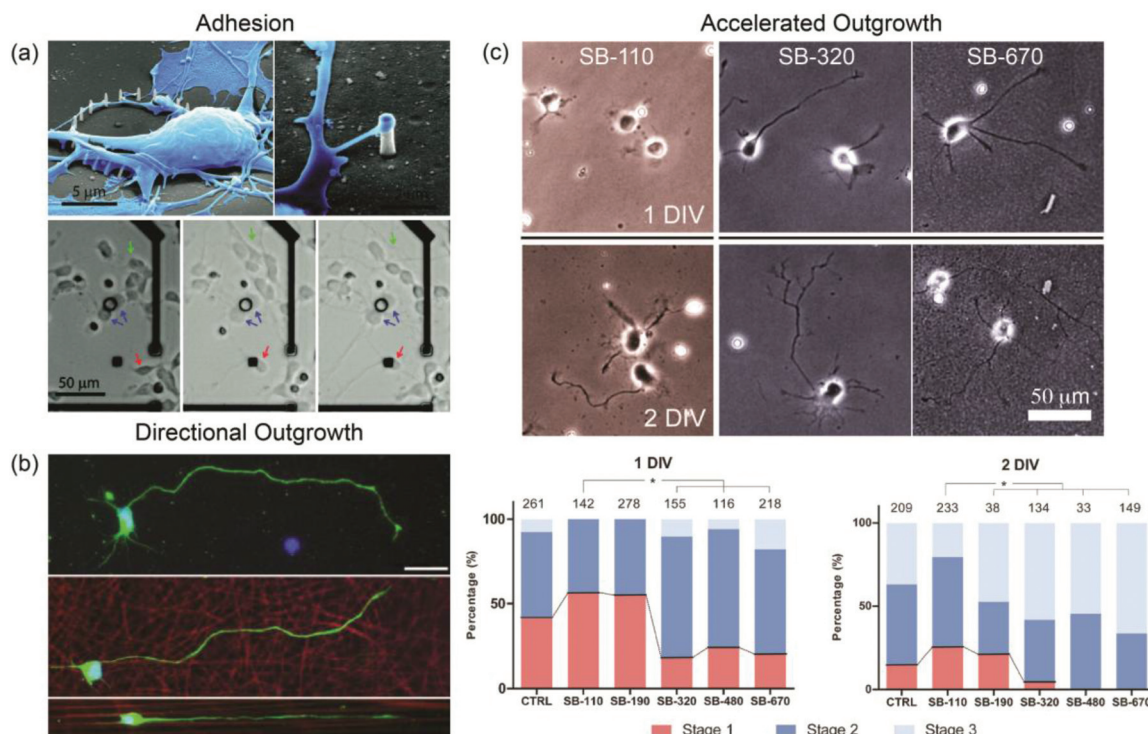 Adhesion
(a)
5 µm
50 µm
Directional Outgrowth
(b)
Accelerated Outgrowth
(c)
SB-110
SB-320
SB-670
1 DIV
2 DIV
50 µm
1 DIV
*
261
142
278
155
116
218
100
50
0
Percentage (%)
CTRL
SB-110
SB-190
SB-320
SB-480
SB-670
2 DIV
*
209
233
38
134
33
149
100
50
0
Percentage (%)
CTRL
SB-110
SB-190
SB-320
SB-480
SB-670
Stage 1
Stage 2
Stage 3